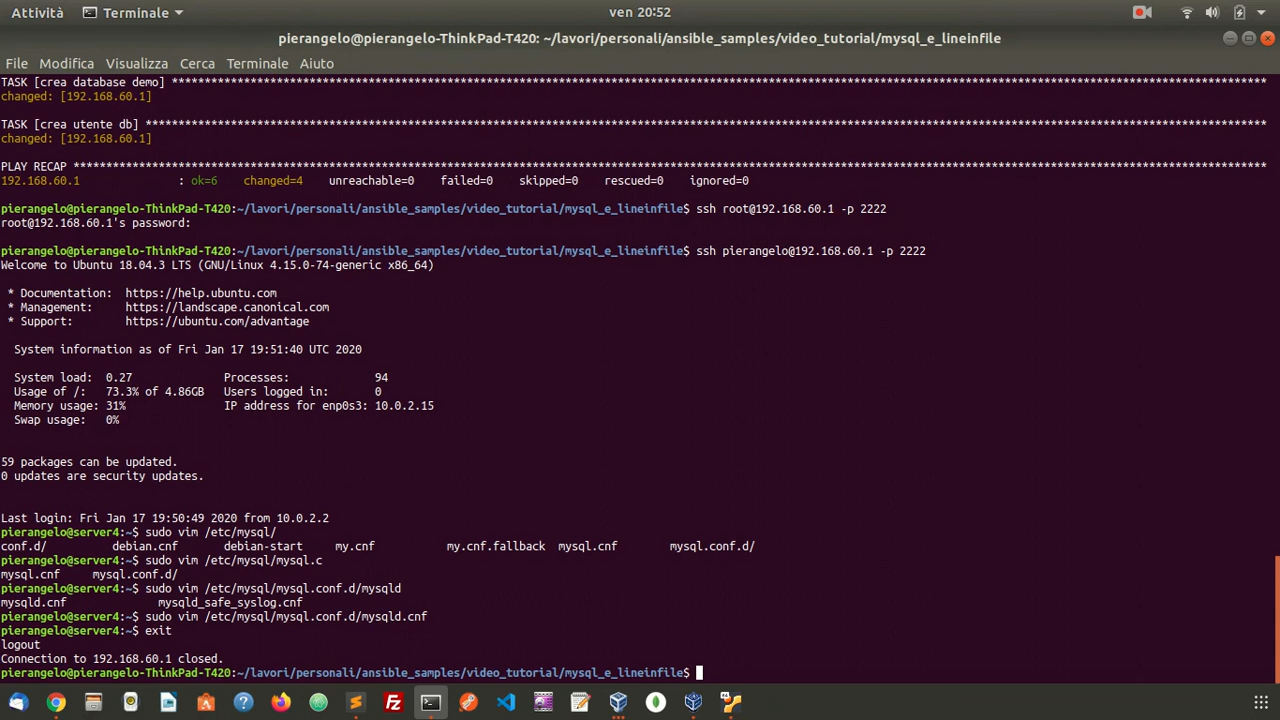 Attività Terminale ven 20:52
pierangelo@pierangelo-ThinkPad-T420: ~/lavori/personali/ansible_samples/video_tutorial/mysql_e_lineinfile
File Modifica Visualizza Cerca Terminale Aiuto
TASK [crea database demo] ************************************************************************************************************************************************************************
changed: [192.168.60.1]
TASK [crea utente db] ****************************************************************************************************************************************************************************
changed: [192.168.60.1]
PLAY RECAP ***************************************************************************************************************************************************************************************
192.168.60.1 : ok=6 changed=4 unreachable=0 failed=0 skipped=0 rescued=0 ignored=0
pierangelo@pierangelo-ThinkPad-T420:~/lavori/personali/ansible_samples/video_tutorial/mysql_e_lineinfile$ ssh root@192.168.60.1 -p 2222
root@192.168.60.1's password:
pierangelo@pierangelo-ThinkPad-T420:~/lavori/personali/ansible_samples/video_tutorial/mysql_e_lineinfile$ ssh pierangelo@192.168.60.1 -p 2222
Welcome to Ubuntu 18.04.3 LTS (GNU/Linux 4.15.0-74-generic x86_64)
* Documentation: https://help.ubuntu.com
* Management: https://landscape.canonical.com
* Support: https://ubuntu.com/advantage
System information as of Fri Jan 17 19:51:40 UTC 2020
System load: 0.27 Processes: 94
Usage of /: 73.3% of 4.86GB Users logged in: 0
Memory usage: 31% IP address for enp0s3: 10.0.2.15
Swap usage: 0%
59 packages can be updated.
0 updates are security updates.
Last login: Fri Jan 17 19:50:49 2020 from 10.0.2.2
pierangelo@server4:~$ sudo vim /etc/mysql/
conf.d/ debian.cnf debian-start my.cnf my.cnf.fallback mysql.cnf mysql.conf.d/
pierangelo@server4:~$ sudo vim /etc/mysql/mysql.c
mysql.cnf mysql.conf.d/
pierangelo@server4:~$ sudo vim /etc/mysql/mysql.conf.d/mysqld
mysqld.cnf mysqld_safe_syslog.cnf
pierangelo@server4:~$ sudo vim /etc/mysql/mysql.conf.d/mysqld.cnf
pierangelo@server4:~$ exit
logout
Connection to 192.168.60.1 closed.
pierangelo@pierangelo-ThinkPad-T420:~/lavori/personali/ansible_samples/video_tutorial/mysql_e_lineinfile$